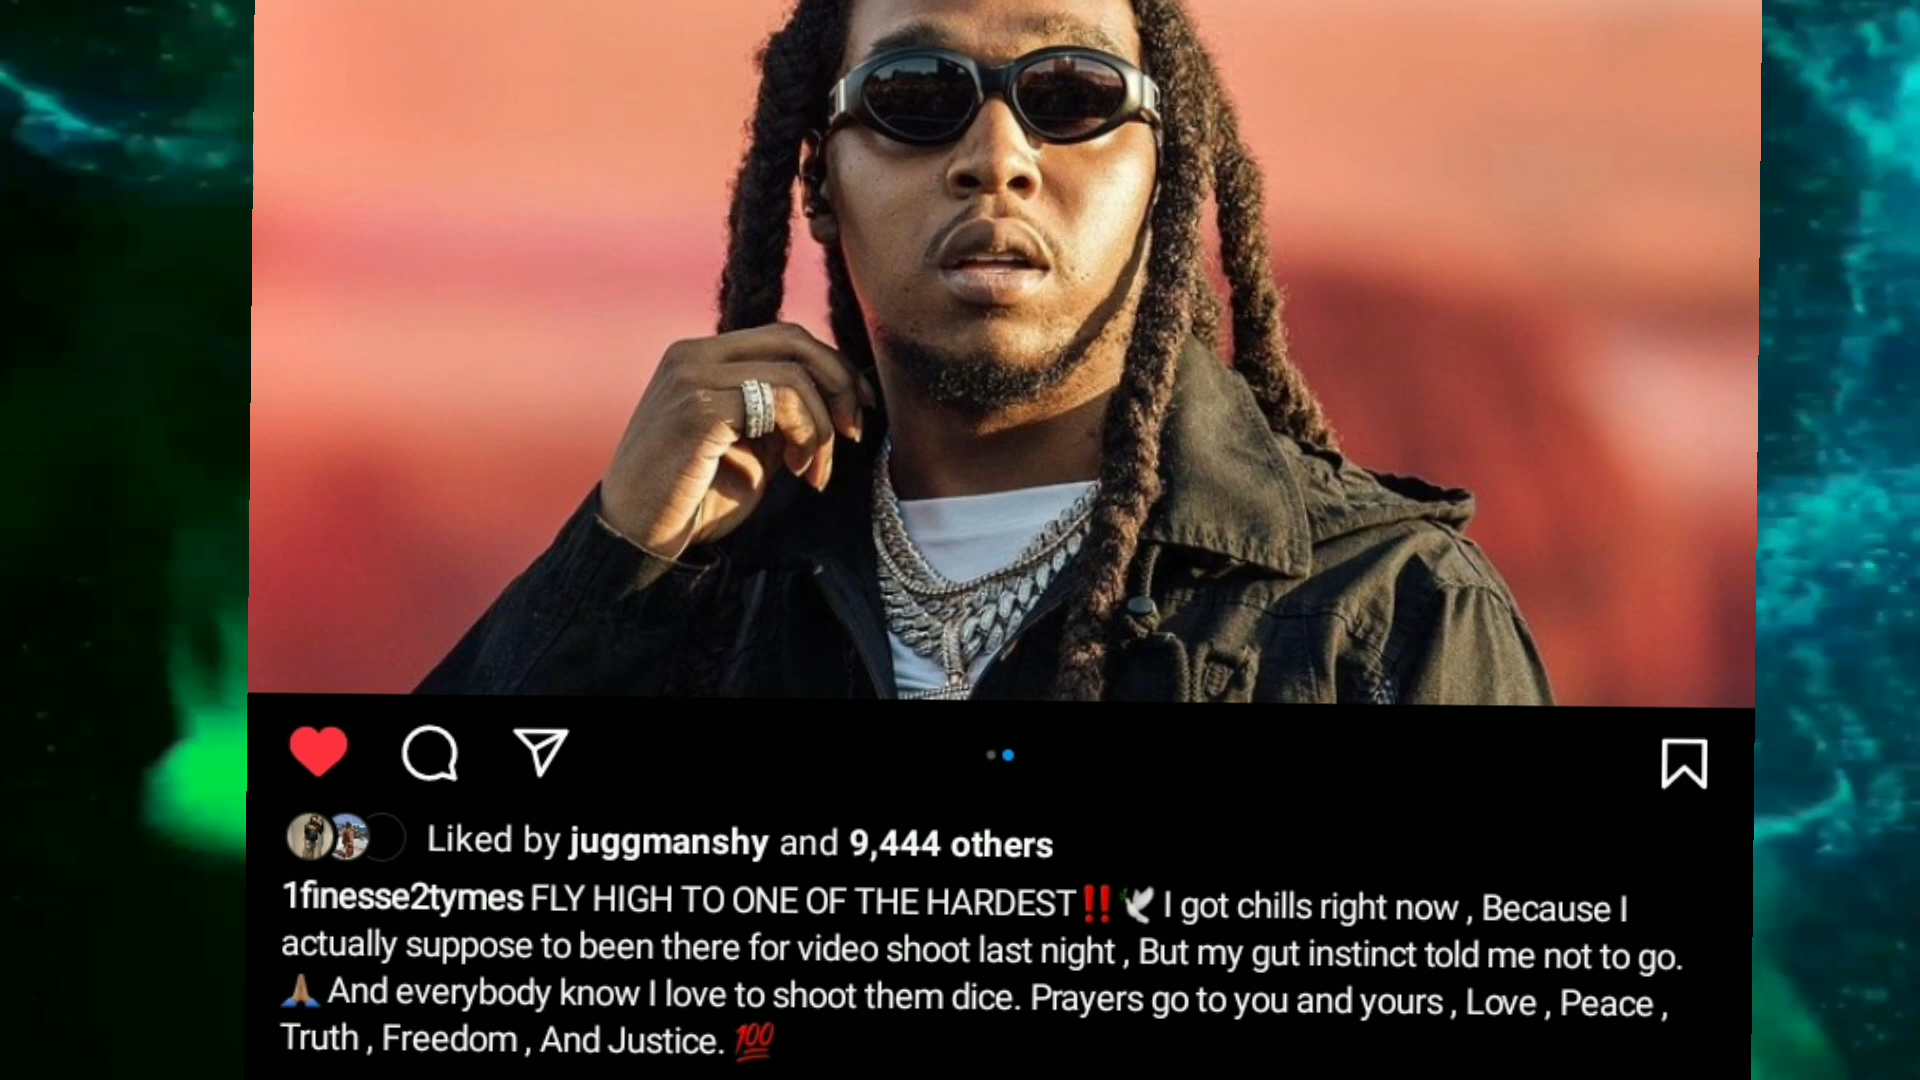 Liked by juggmanshy and 9,444 others
1finesse2tymes FLY HIGH TO ONE OF THE HARDEST‼️🕊️ I got chills right now , Because I
actually suppose to been there for video shoot last night , But my gut instinct told me not to go.
🙏🏽 And everybody know I love to shoot them dice. Prayers go to you and yours , Love , Peace ,
Truth , Freedom , And Justice. 💯